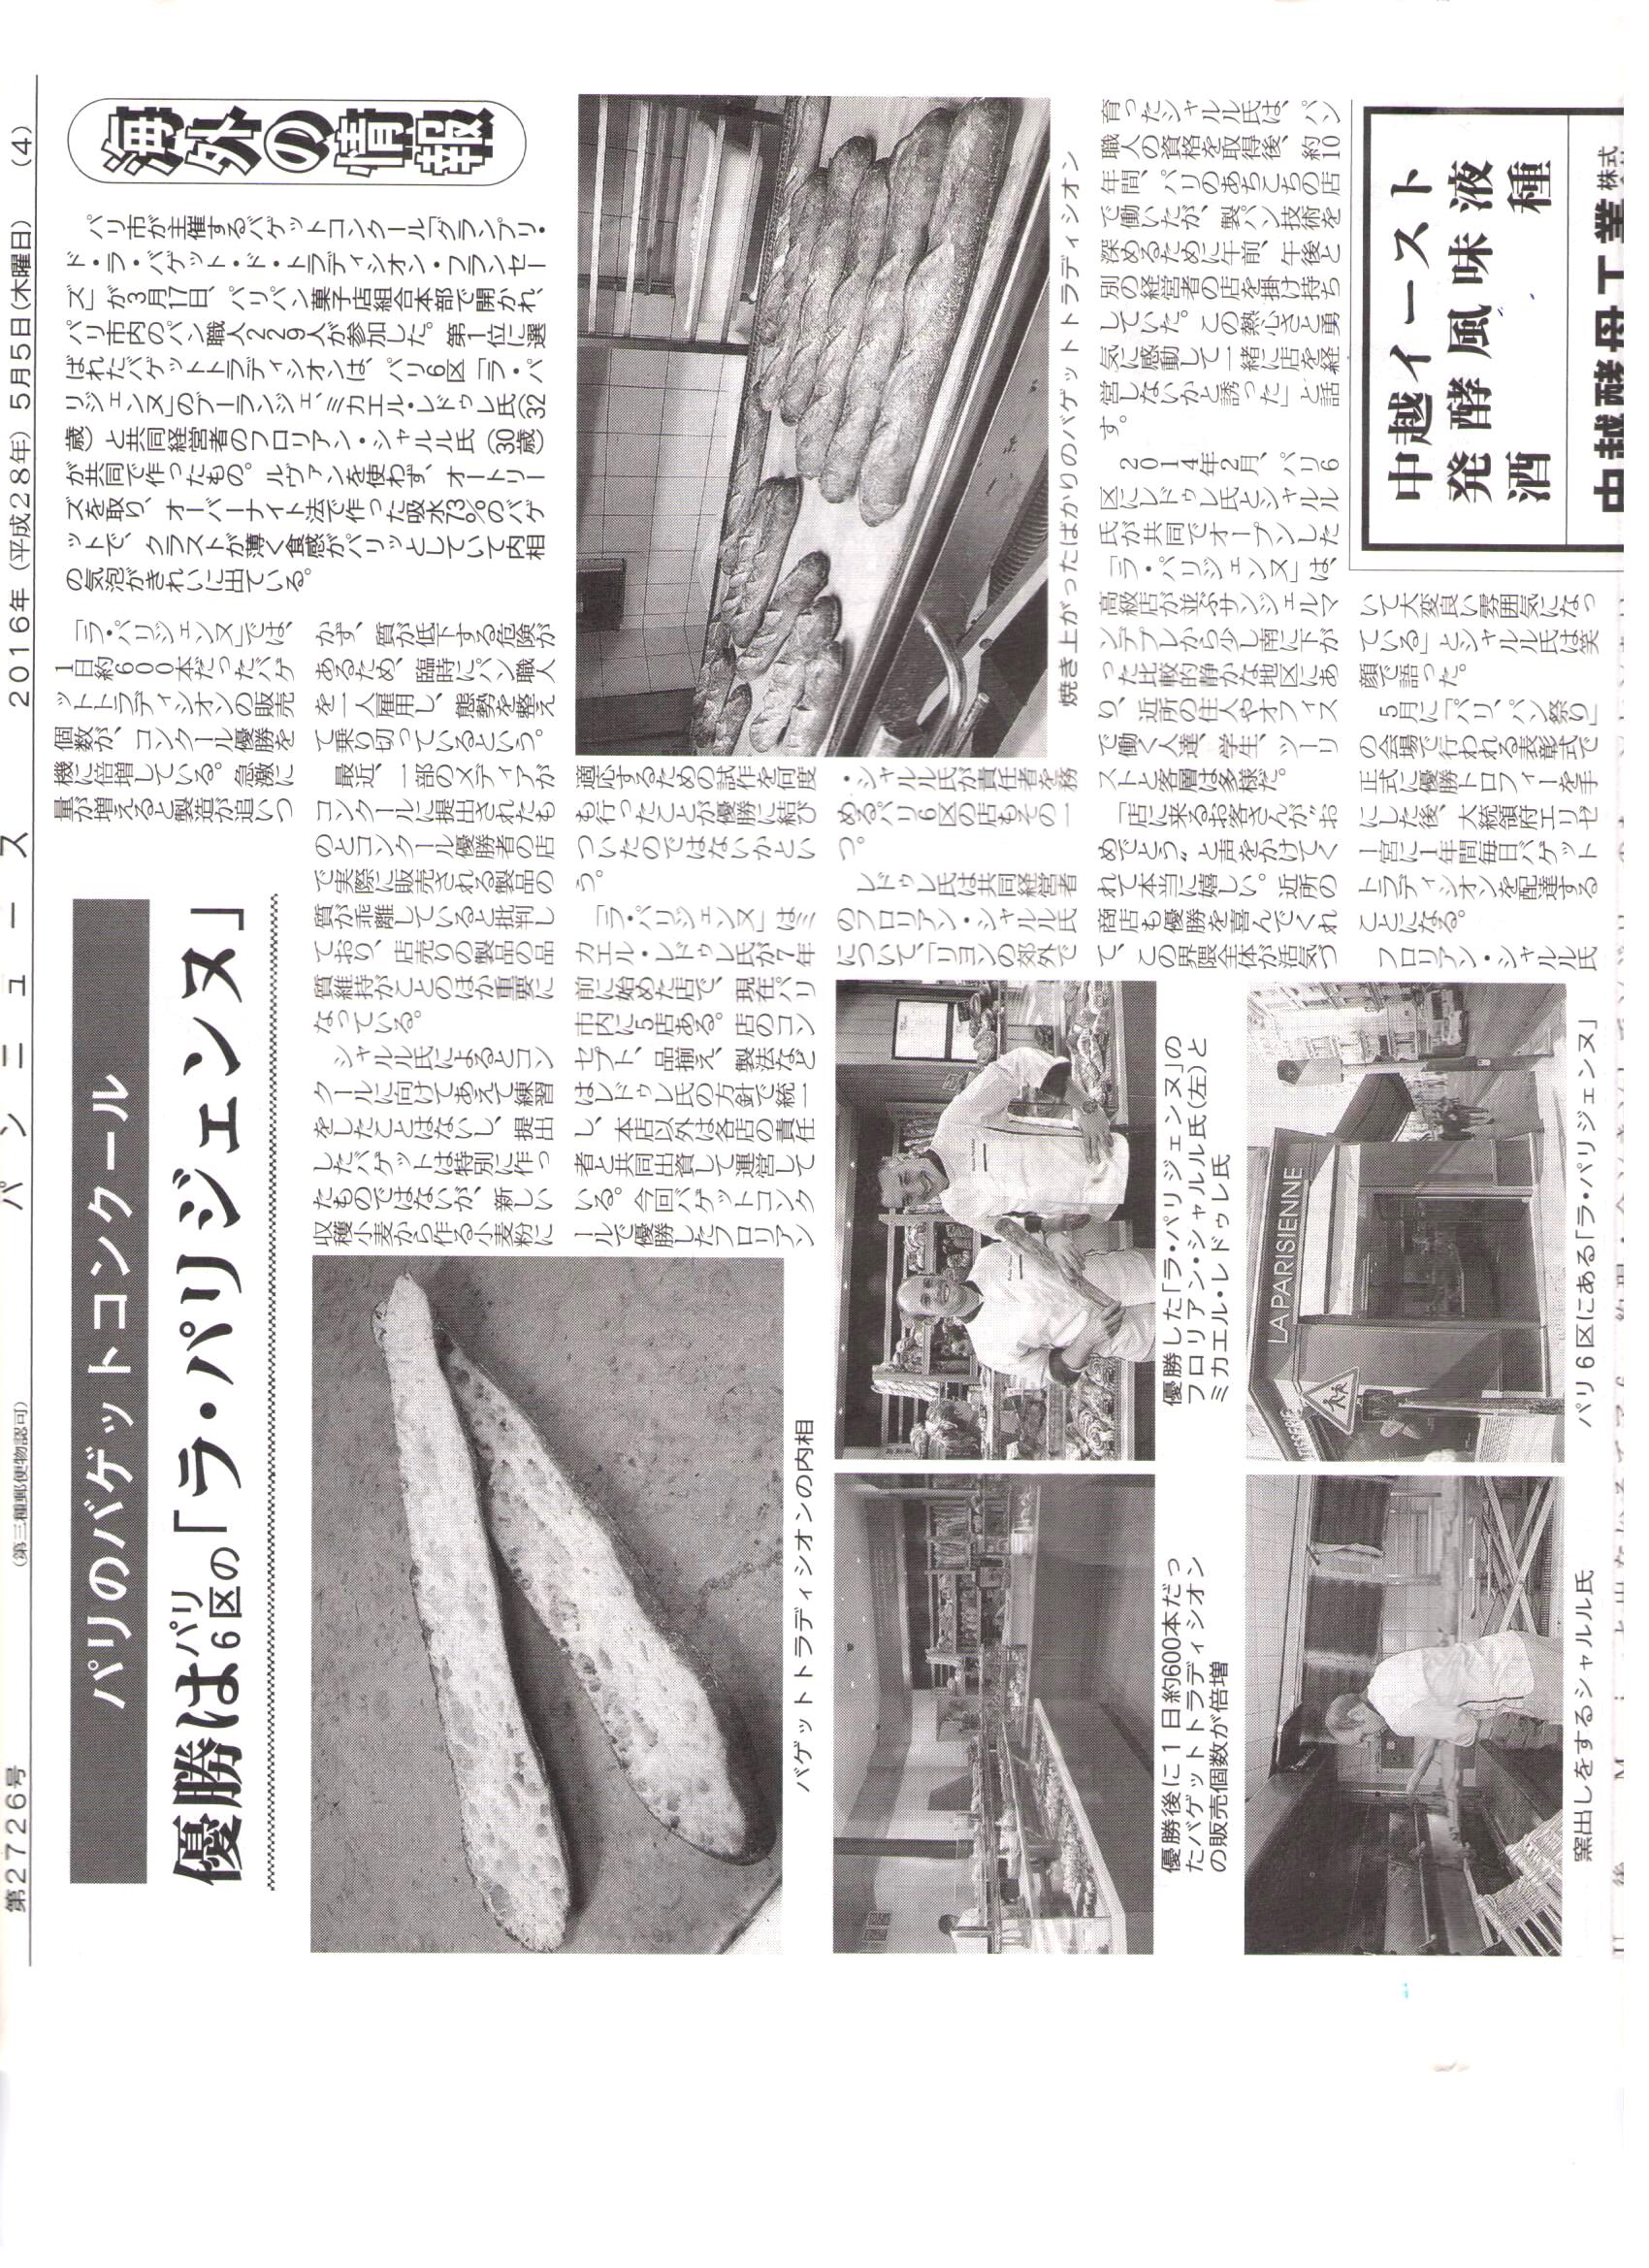 第2726号
(第三種郵便物認可)
パンニュース
2016年(平成28年)5月5日(木曜日)
(4)
海外の情報
パリのバゲットコンクール
優勝はパリ6区の「ラ・パリジェンヌ」
パリ市が主催するバゲットコンクール「グランプリ・
ド・ラ・バゲット・ド・トラディシオン・フランセー
ズ」が3月17日、パリパン菓子店組合本部で開かれ、
パリ市内のパン職人229人が参加した。第1位に選
ばれたバゲットトラディシオンは、パリ6区「ラ・パ
リジェンヌ」のブーランジェ、ミカエル・レドゥレ氏(32
歳)と共同経営者のフロリアン・シャルル氏(30歳)
が共同で作ったもの。ルヴァンを使わず、オートリー
ズを取り、オーバーナイト法で作った吸水73%のバゲ
ットで、クラストが薄く食感がパリッとしていて内相
の気泡がきれいに出ている。
「ラ・パリジェンヌ」では、
1日約600本だったバゲ
ットトラディシオンの販売
個数が、コンクール優勝を
機に倍増している。急激に
量が増えると製造が追いつ
かず、質が低下する危険が
あるため、臨時にパン職人
を一人雇用し、態勢を整え
て乗り切っているという。
最近、一部のメディアが
コンクールに提出されたも
のとコンクール優勝者の店
で実際に販売される製品の
質が乖離していると批判し
ており、店売りの製品の品
質維持がことのほか重要に
なっている。
シャルル氏によるとコン
クールに向けてあえて練習
をしたことはないし、提出
したバゲットは特別に作っ
たものではないが、新しい
収穫小麦から作る小麦粉に
適応するための試作を何度
も行ったことが優勝に結び
ついたのではないかとい
う。
「ラ・パリジェンヌ」はミ
カエル・レドゥレ氏が7年
前に始めた店で、現在パリ
市内に5店ある。店のコン
セプト、品揃え、製法など
はレドゥレ氏の方針で統一
し、本店以外は各店の責任
者と共同出資して運営して
いる。今回バゲットコンク
ールで優勝したフロリアン
・シャルル氏が責任者を務
めるパリ6区の店もその一
つ。
レドゥレ氏は共同経営者
のフロリアン・シャルル氏
について、「リヨンの郊外で
育ったシャルル氏は、パン
職人の資格を取得後、約10
年間、パリのあちこちの店
で働いたが、製パン技術を
深めるために午前、午後と
別の経営者の店を掛け持ち
していた。この熱心さと勇
気に感動して一緒に店を経
営しないかと誘った」と話
す。
2014年2月、パリ6
区にレドゥレ氏とシャルル
氏が共同でオープンした
「ラ・パリジェンヌ」は、
高級店が並ぶサンジェルマ
ンデプレから少し南に下が
った比較的静かな地区にあ
り、近所の住人やオフィス
で働く人達、学生、ツーリ
ストと客層は多様だ。
「店に来るお客さんが〝お
めでとう〟と声をかけてく
れて本当に嬉しい。近所の
商店も優勝を喜んでくれ
て、この界隈全体が活気づ
いて大変良い雰囲気になっ
ている」とシャルル氏は笑
顔で語った。
5月に「パリ、パン祭り」
の会場で行われる表彰式で
正式に優勝トロフィーを手
にした後、大統領府エリゼ
ー宮に1年間毎日バゲット
トラディシオンを配達する
ことになる。
フロリアン・シャルル氏
バゲットトラディシオンの内相
焼き上がったばかりのバゲットトラディシオン
優勝後に1日約600本だっ
たバゲットトラディシオン
の販売個数が倍増
優勝した「ラ・パリジェンヌ」の
フロリアン・シャルル氏(左)と
ミカエル・レドゥレ氏
LA PARISIENNE
窯出しをするシャルル氏
パリ6区にある「ラ・パリジェンヌ」
中越イースト
発酵風味液
酒種
中越酵母工業株式